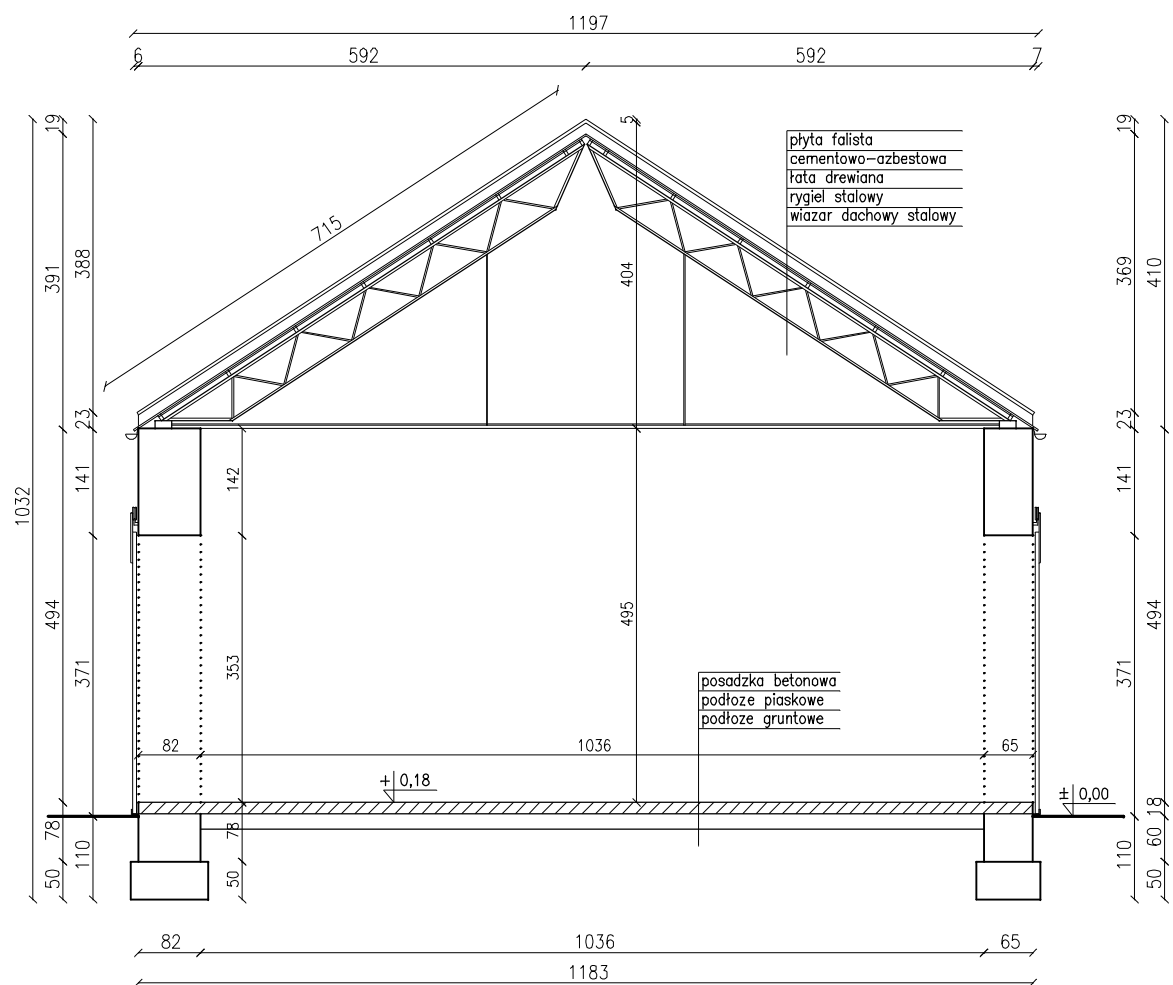 1197
6 592 592 7
19 5 19
płyta falista
cementowo-azbestowa
łata drewiana
rygiel stalowy
wiazar dachowy stalowy
715
391 388 404 369 410
23 23
1032 141 142 141
494 371 353 495 494 371
posadzka betonowa
podłoze piaskowe
podłoze gruntowe
82 1036 65
± 0,18
± 0,00
18
78 78 60
110 110
50 50 50
82 1036 65
1183